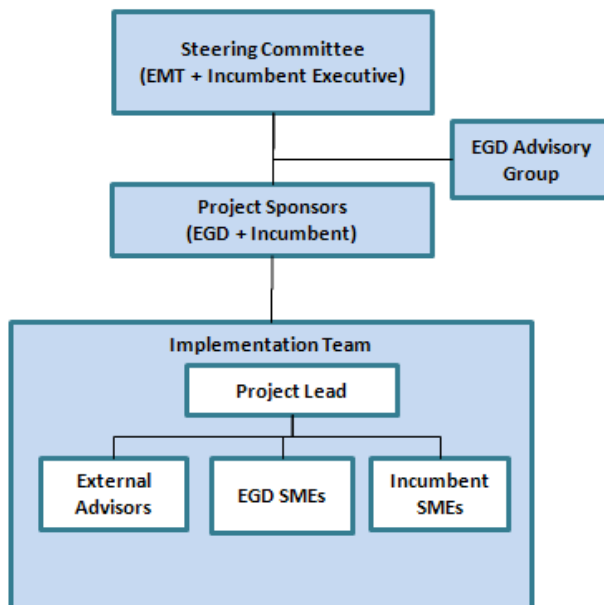 Steering Committee
(EMT + Incumbent Executive)
EGD Advisory
Group
Project Sponsors
(EGD + Incumbent)
Implementation Team
Project Lead
External
Advisors
EGD SMEs
Incumbent
SMEs